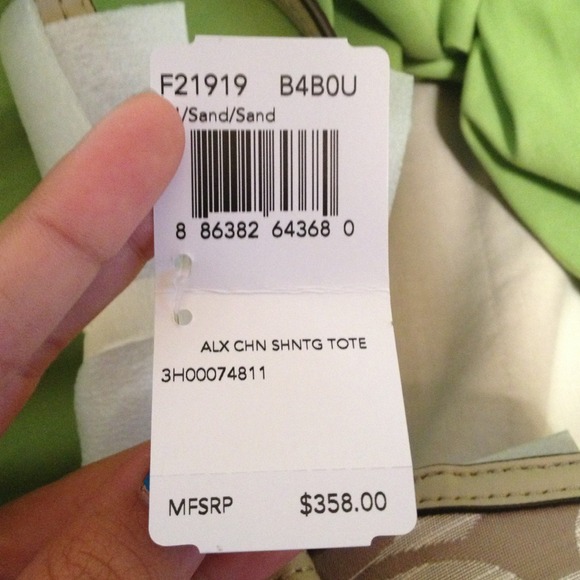 F21919 B4B0U
/Sand/Sand
8 86382 64368 0
ALX CHN SHNTG TOTE
3H00074811
MFSRP $358.00